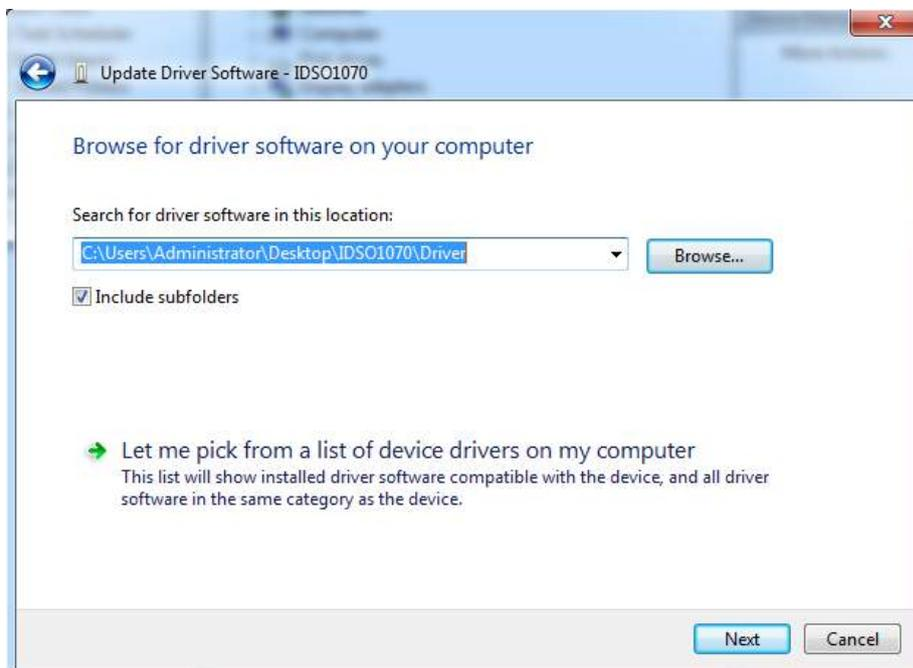 Computer
Update Driver Software - IDSO1070
Browse for driver software on your computer
Search for driver software in this location:
C:\Users\Administrator\Desktop\IDSO1070\Driver
Browse...
Include subfolders
Let me pick from a list of device drivers on my computer
This list will show installed driver software compatible with the device, and all driver
software in the same category as the device.
Next
Cancel